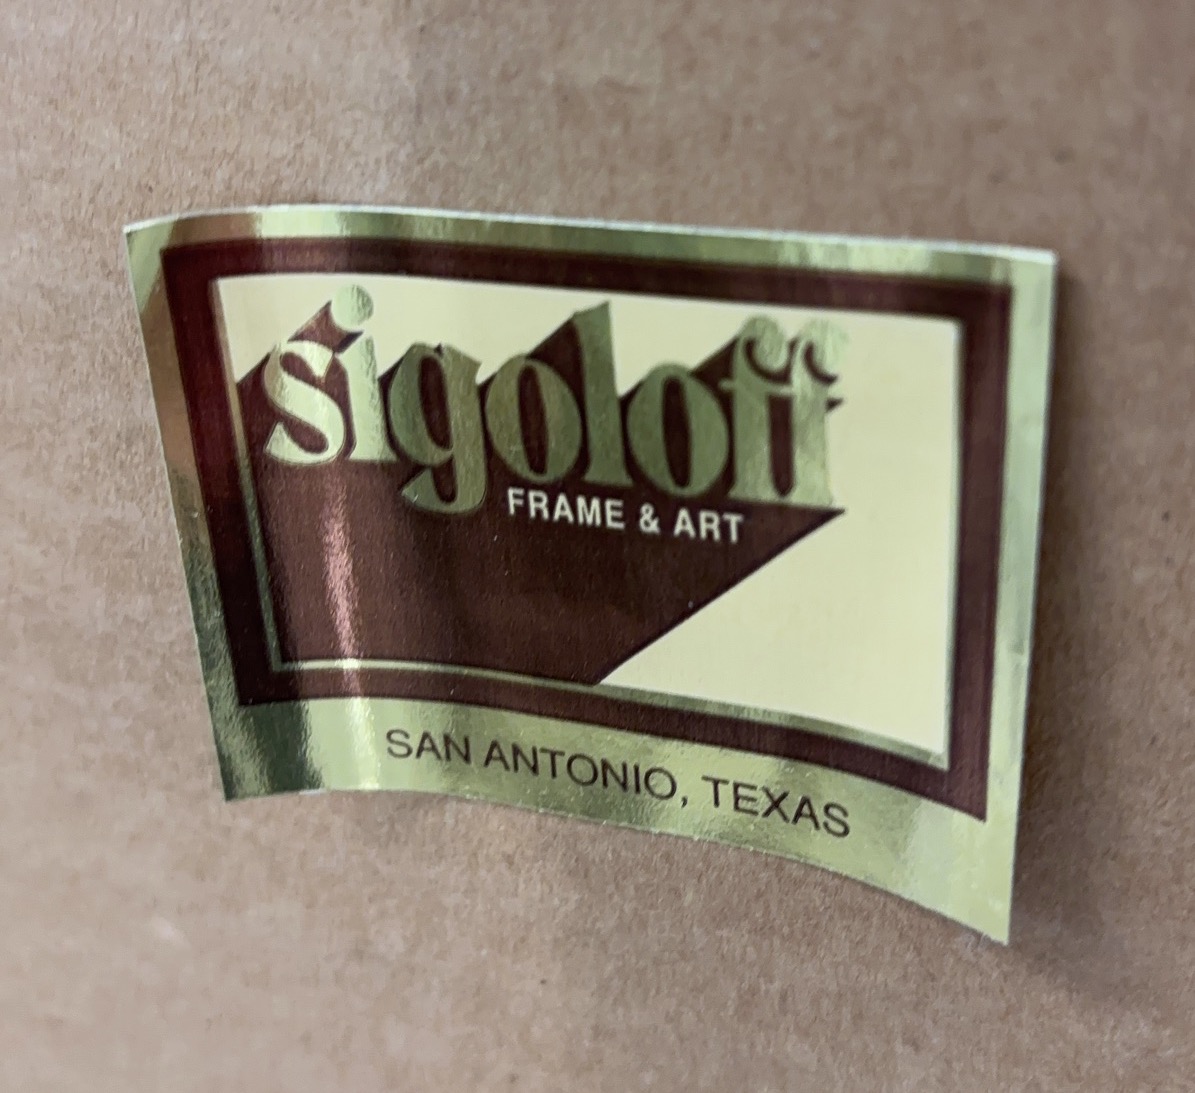 sigoloff
FRAME & ART
SAN ANTONIO, TEXAS